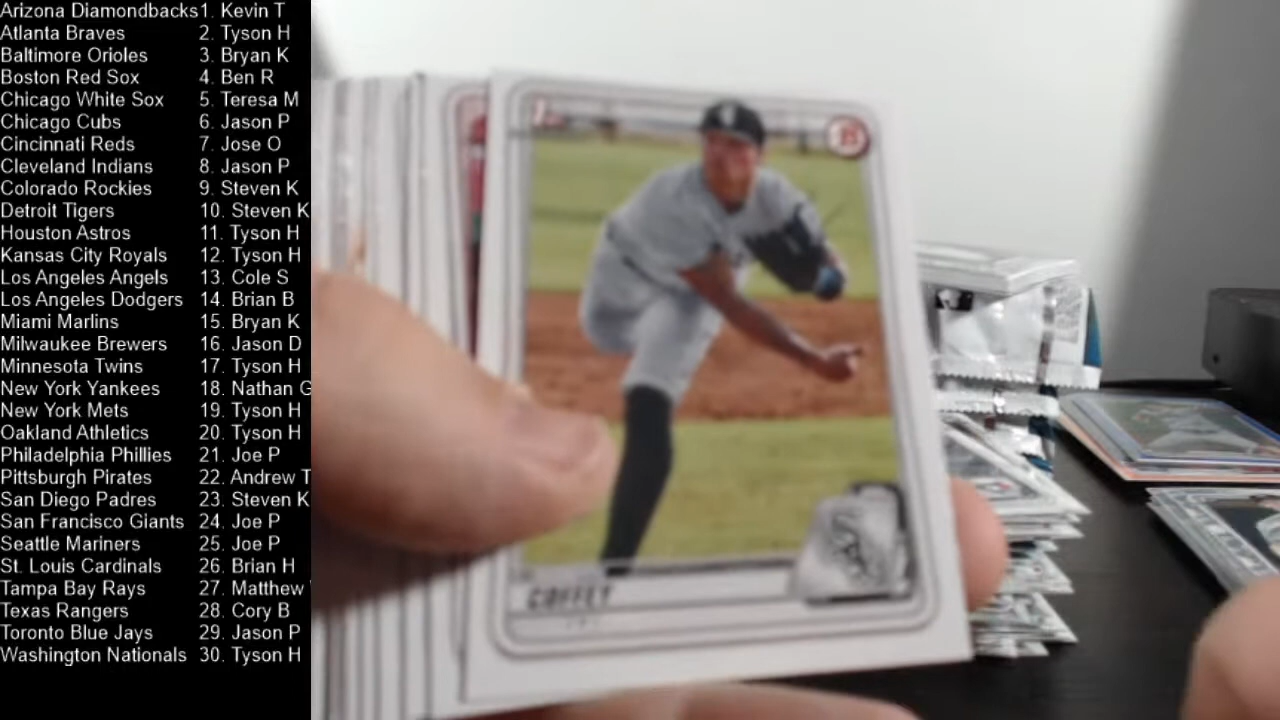 Arizona Diamondbacks 1. Kevin T
Atlanta Braves 2. Tyson H
Baltimore Orioles 3. Bryan K
Boston Red Sox 4. Ben R
Chicago White Sox 5. Teresa M
Chicago Cubs 6. Jason P
Cincinnati Reds 7. Jose O
Cleveland Indians 8. Jason P
Colorado Rockies 9. Steven K
Detroit Tigers 10. Steven K
Houston Astros 11. Tyson H
Kansas City Royals 12. Tyson H
Los Angeles Angels 13. Cole S
Los Angeles Dodgers 14. Brian B
Miami Marlins 15. Bryan K
Milwaukee Brewers 16. Jason D
Minnesota Twins 17. Tyson H
New York Yankees 18. Nathan G
New York Mets 19. Tyson H
Oakland Athletics 20. Tyson H
Philadelphia Phillies 21. Joe P
Pittsburgh Pirates 22. Andrew T
San Diego Padres 23. Steven K
San Francisco Giants 24. Joe P
Seattle Mariners 25. Joe P
St. Louis Cardinals 26. Brian H
Tampa Bay Rays 27. Matthew
Texas Rangers 28. Cory B
Toronto Blue Jays 29. Jason P
Washington Nationals 30. Tyson H
B
COFFEY